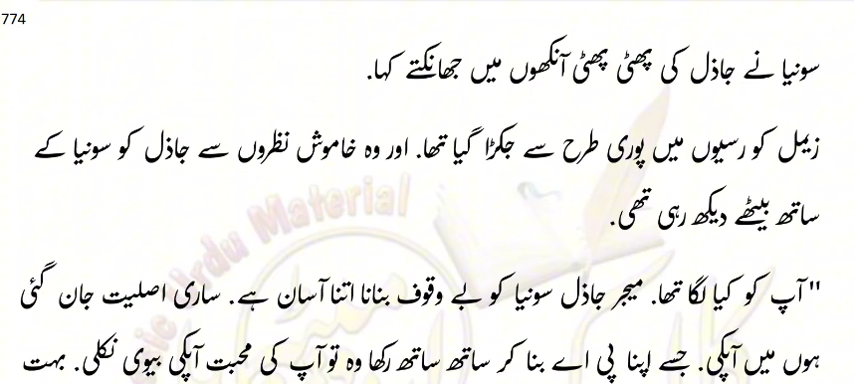 774
سونیا نے جاذل کی پھٹی پھٹی آنکھوں میں جھانکتے کہا.
زیمل کو رسیوں میں پوری طرح سے جکڑا گیا تھا. اور وہ خاموش نظروں سے جاذل کو سونیا کے
ساتھ بیٹھے دیکھ رہی تھی.
"آپ کو کیا لگا تھا. میجر جاذل سونیا کو بے وقوف بنانا اتنا آسان ہے. ساری اصلیت جان گئی
ہوں میں آپکی. جسے اپنا پی اے بنا کر ساتھ ساتھ رکھا وہ تو آپ کی محبت آپکی بیوی نکلی. بہت
Urdu Material